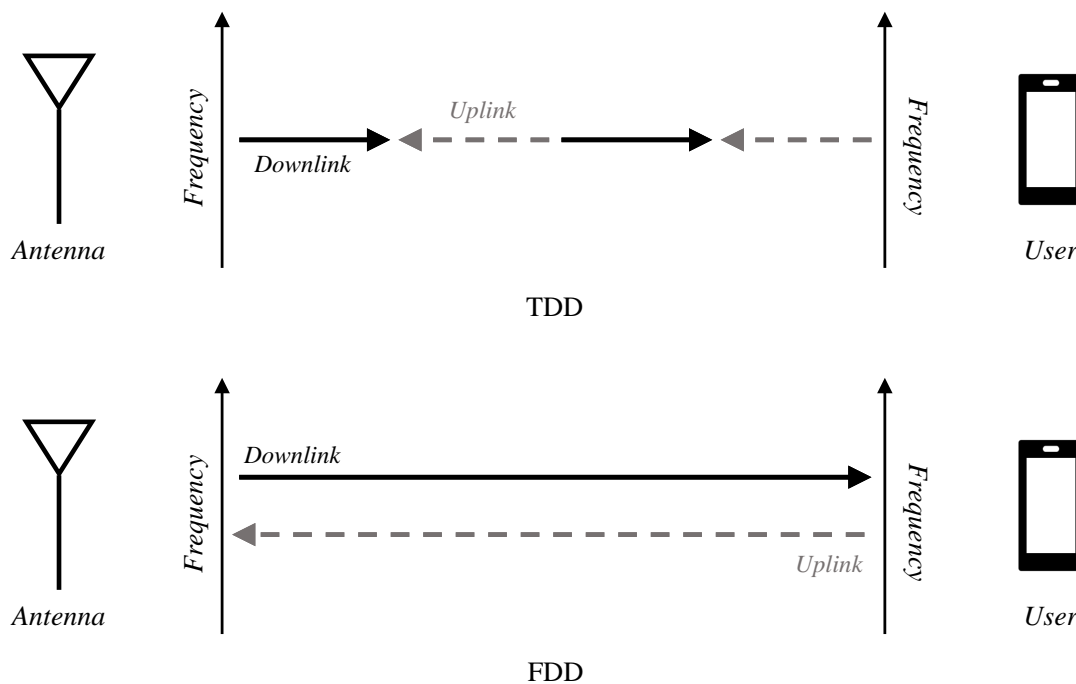 Frequency
Uplink
Frequency
Downlink
Antenna
User
TDD
Downlink
Frequency
Frequency
Uplink
Antenna
User
FDD